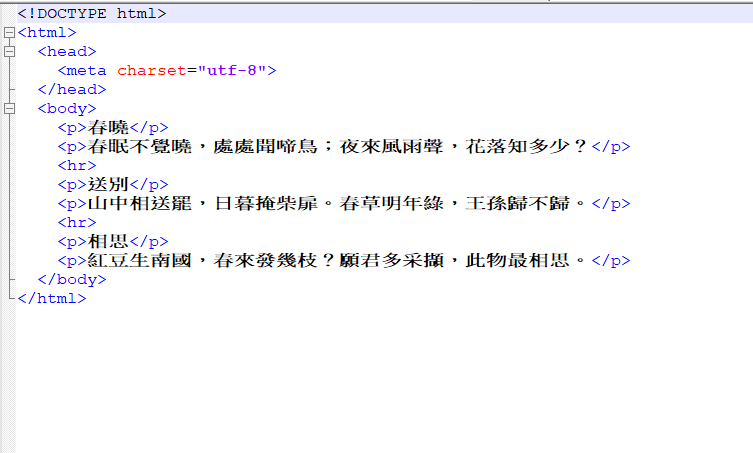 <!DOCTYPE html>
<html>
<head>
<meta charset="utf-8">
</head>
<body>
<p>春曉</p>
<p>春眠不覺曉，處處聞啼鳥；夜來風雨聲，花落知多少？</p>
<hr>
<p>送別</p>
<p>山中相送罷，日暮掩柴扉。春草明年綠，王孫歸不歸。</p>
<hr>
<p>相思</p>
<p>紅豆生南國，春來發幾枝？願君多采擷，此物最相思。</p>
</body>
</html>